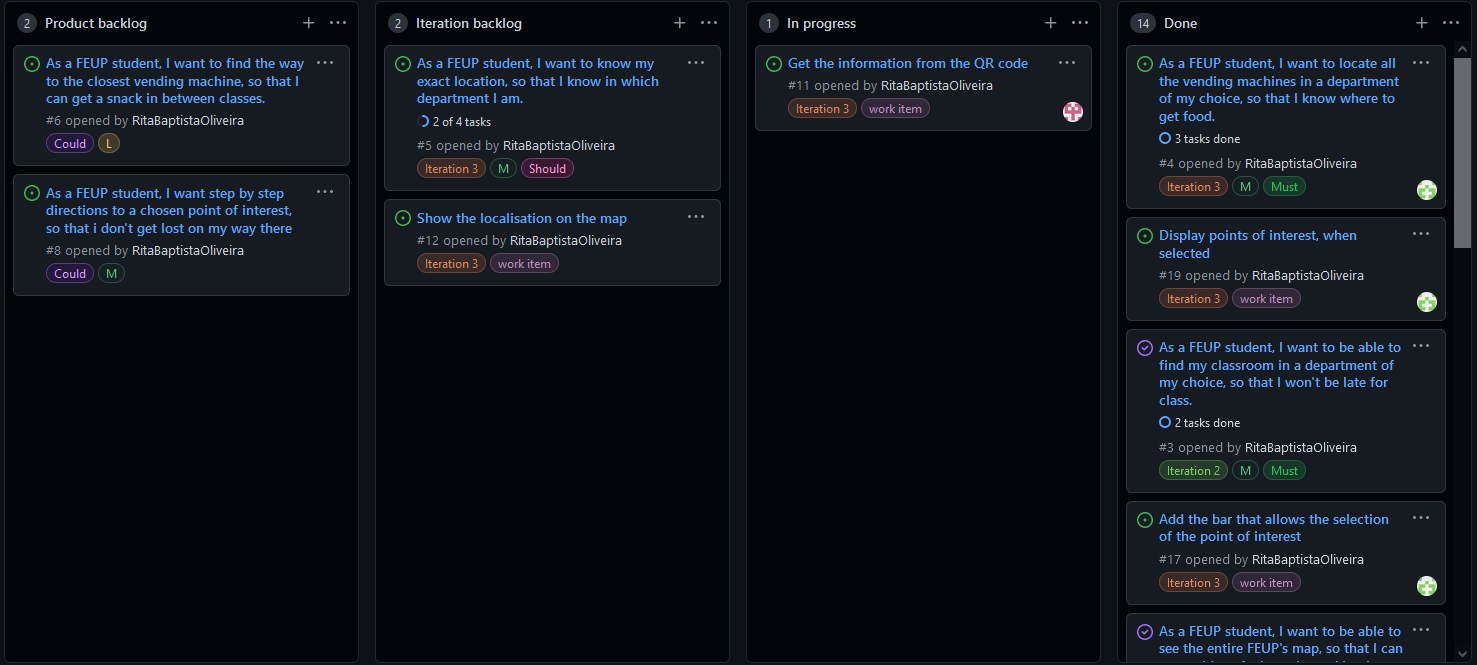 2 Product backlog
As a FEUP student, I want to find the way
to the closest vending machine, so that I
can get a snack in between classes.
#6 opened by RitaBaptistaOliveira
Could L
As a FEUP student, I want step by step
directions to a chosen point of interest,
so that i don't get lost on my way there
#8 opened by RitaBaptistaOliveira
Could M
2 Iteration backlog
As a FEUP student, I want to know my
exact location, so that I know in which
department I am.
2 of 4 tasks
#5 opened by RitaBaptistaOliveira
Iteration 3 M Should
Show the localisation on the map
#12 opened by RitaBaptistaOliveira
Iteration 3 work item
1 In progress
Get the information from the QR code
#11 opened by RitaBaptistaOliveira
Iteration 3 work item
14 Done
As a FEUP student, I want to locate all
the vending machines in a department
of my choice, so that I know where to
get food.
3 tasks done
#4 opened by RitaBaptistaOliveira
Iteration 3 M Must
Display points of interest, when
selected
#19 opened by RitaBaptistaOliveira
Iteration 3 work item
As a FEUP student, I want to be able to
find my classroom in a department of
my choice, so that I won't be late for
class.
2 tasks done
#3 opened by RitaBaptistaOliveira
Iteration 2 M Must
Add the bar that allows the selection
of the point of interest
#17 opened by RitaBaptistaOliveira
Iteration 3 work item
As a FEUP student, I want to be able to
see the entire FEUP's map, so that I can